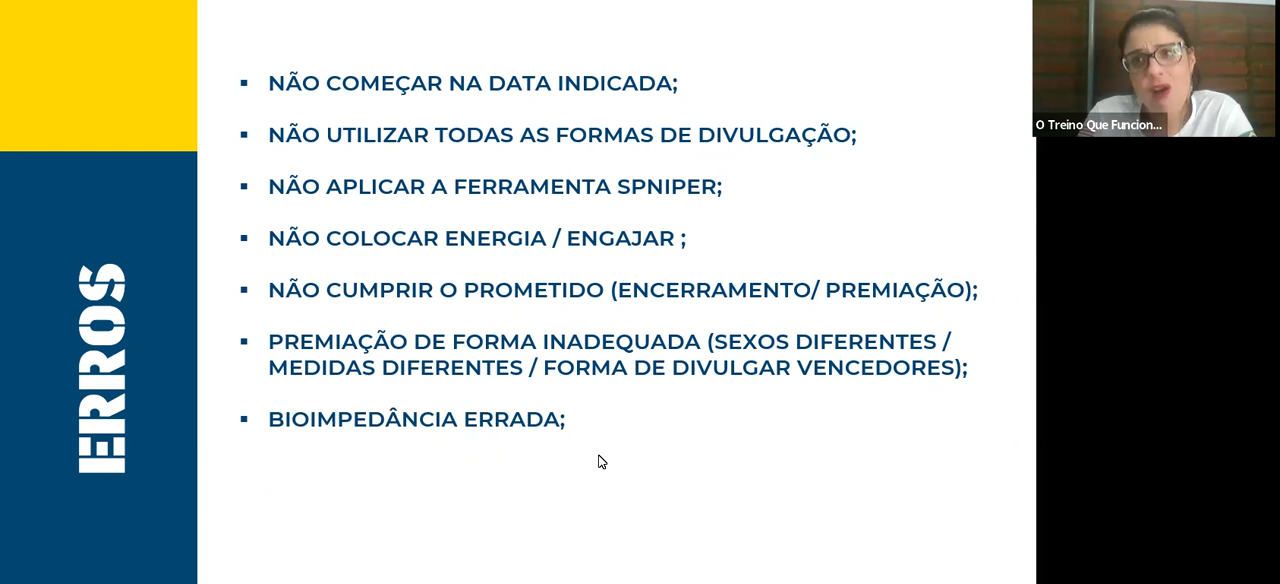 ERROS
NÃO COMEÇAR NA DATA INDICADA;
NÃO UTILIZAR TODAS AS FORMAS DE DIVULGAÇÃO;
NÃO APLICAR A FERRAMENTA SPNIPER;
NÃO COLOCAR ENERGIA / ENGAJAR ;
NÃO CUMPRIR O PROMETIDO (ENCERRAMENTO/ PREMIAÇÃO);
PREMIAÇÃO DE FORMA INADEQUADA (SEXOS DIFERENTES /
MEDIDAS DIFERENTES / FORMA DE DIVULGAR VENCEDORES);
BIOIMPEDÂNCIA ERRADA;
O Treino Que Funcion...